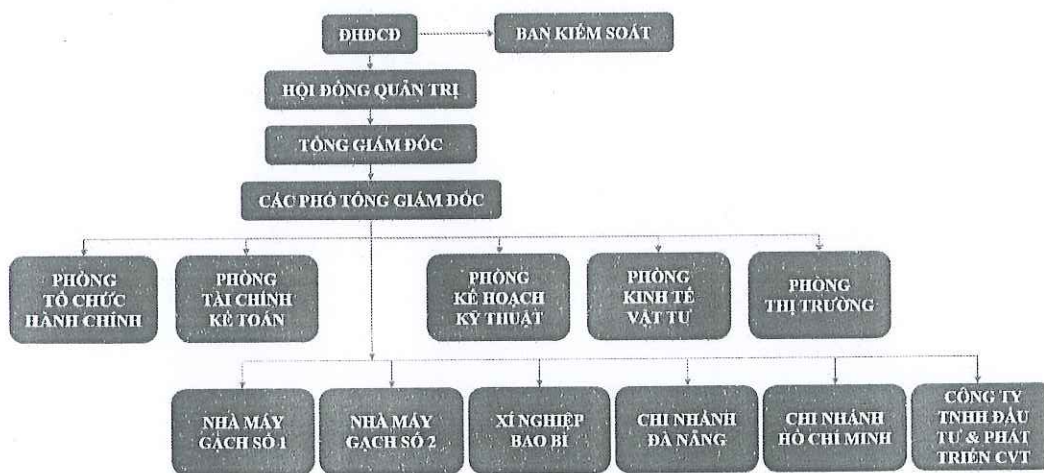 ĐHĐCĐ
BAN KIỂM SOÁT
HỘI ĐỒNG QUẢN TRỊ
TỔNG GIÁM ĐỐC
CÁC PHÓ TỔNG GIÁM ĐỐC
PHÒNG
TỔ CHỨC
HÀNH CHÍNH
PHÒNG
TÀI CHÍNH
KẾ TOÁN
PHÒNG
KẾ HOẠCH
KỸ THUẬT
PHÒNG
KINH TẾ
VẬT TƯ
PHÒNG
THỊ TRƯỜNG
NHÀ MÁY
GẠCH SỐ 1
NHÀ MÁY
GẠCH SỐ 2
XÍ NGHIỆP
BAO BÌ
CHI NHÁNH
ĐÀ NẴNG
CHI NHÁNH
HỒ CHÍ MINH
CÔNG TY
TNHH ĐẦU
TƯ & PHÁT
TRIỂN CVT